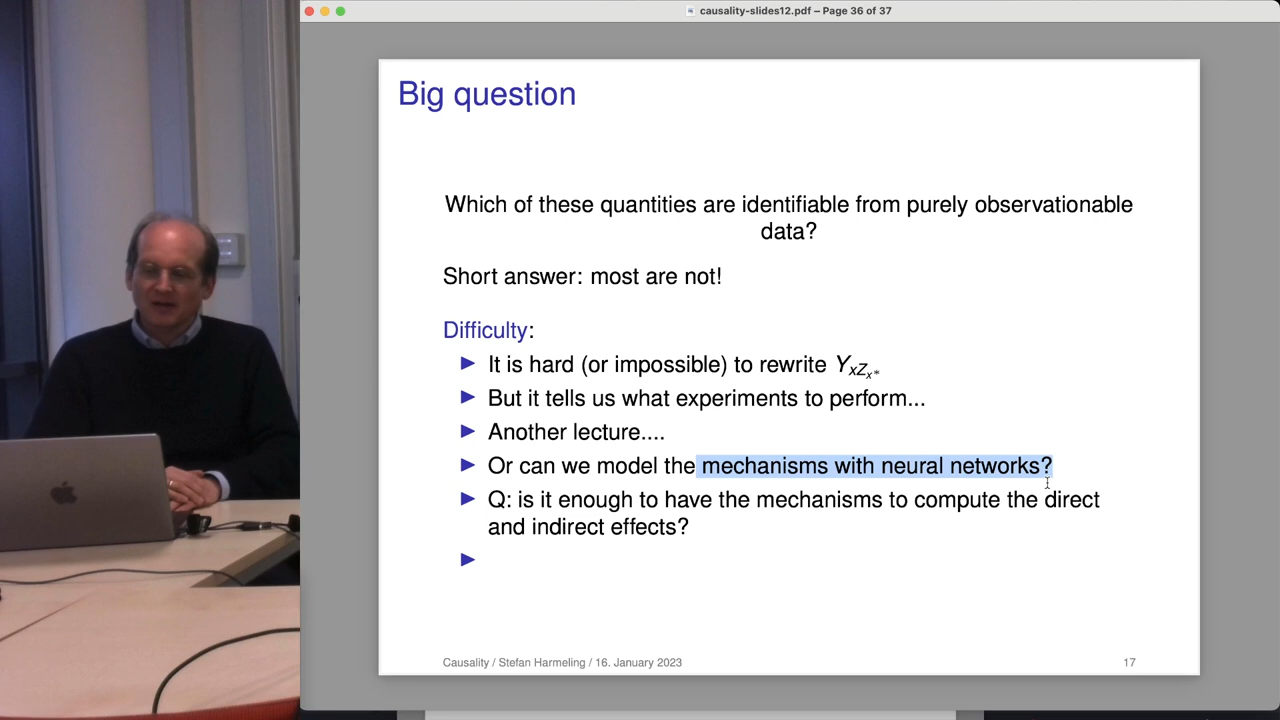 causality-slides12.pdf – Page 36 of 37
Big question
Which of these quantities are identifiable from purely observationable
data?
Short answer: most are not!
Difficulty:
► It is hard (or impossible) to rewrite Y_{xZ_{x*}}
► But it tells us what experiments to perform...
► Another lecture....
► Or can we model the mechanisms with neural networks?
► Q: is it enough to have the mechanisms to compute the direct
and indirect effects?
►
Causality / Stefan Harmeling / 16. January 2023
17